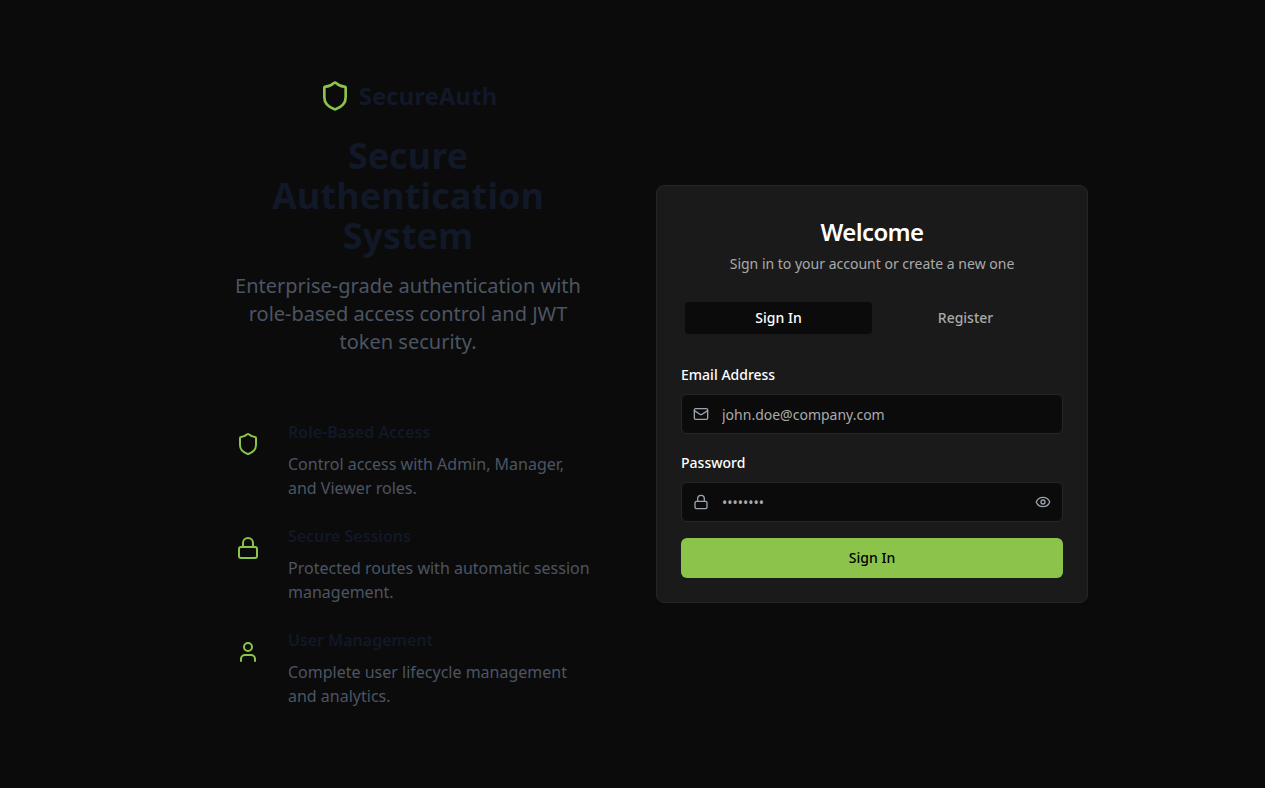 SecureAuth
Secure
Authentication
System
Enterprise-grade authentication with
role-based access control and JWT
token security.
Role-Based Access
Control access with Admin, Manager,
and Viewer roles.
Secure Sessions
Protected routes with automatic session
management.
User Management
Complete user lifecycle management
and analytics.
Welcome
Sign in to your account or create a new one
Sign In
Register
Email Address
john.doe@company.com
Password
••••••••
Sign In